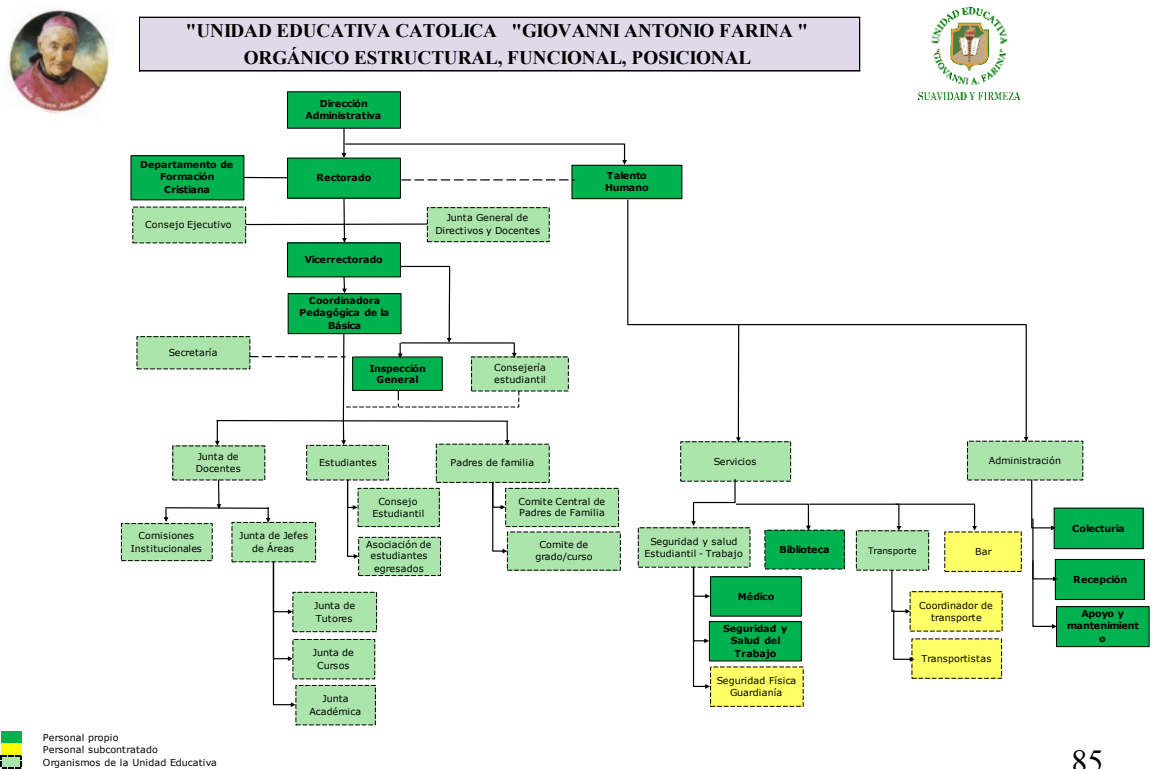 "UNIDAD EDUCATIVA CATOLICA "GIOVANNI ANTONIO FARINA "
ORGÁNICO ESTRUCTURAL, FUNCIONAL, POSICIONAL
UNIDAD EDUCATIVA
"GIOVANNI A. FARINA"
SUAVIDAD Y FIRMEZA
Dirección
Administrativa
Departamento de
Formación
Cristiana
Rectorado
Talento
Humano
Consejo Ejecutivo
Junta General de
Directivos y Docentes
Vicerrectorado
Coordinadora
Pedagógica de la
Básica
Secretaría
Inspección
General
Consejería
estudiantil
Junta de
Docentes
Estudiantes
Padres de familia
Servicios
Administración
Consejo
Estudiantil
Comite Central de
Padres de Familia
Comisiones
Institucionales
Junta de Jefes
de Áreas
Asociación de
estudiantes
egresados
Comite de
grado/curso
Seguridad y salud
Estudiantil - Trabajo
Biblioteca
Transporte
Bar
Colecturia
Recepción
Apoyo y
mantenimient
o
Médico
Seguridad y
Salud del
Trabajo
Seguridad Física
Guardianía
Coordinador de
transporte
Transportistas
Junta de
Tutores
Junta de
Cursos
Junta
Académica
Personal propio
Personal subcontratado
Organismos de la Unidad Educativa
85